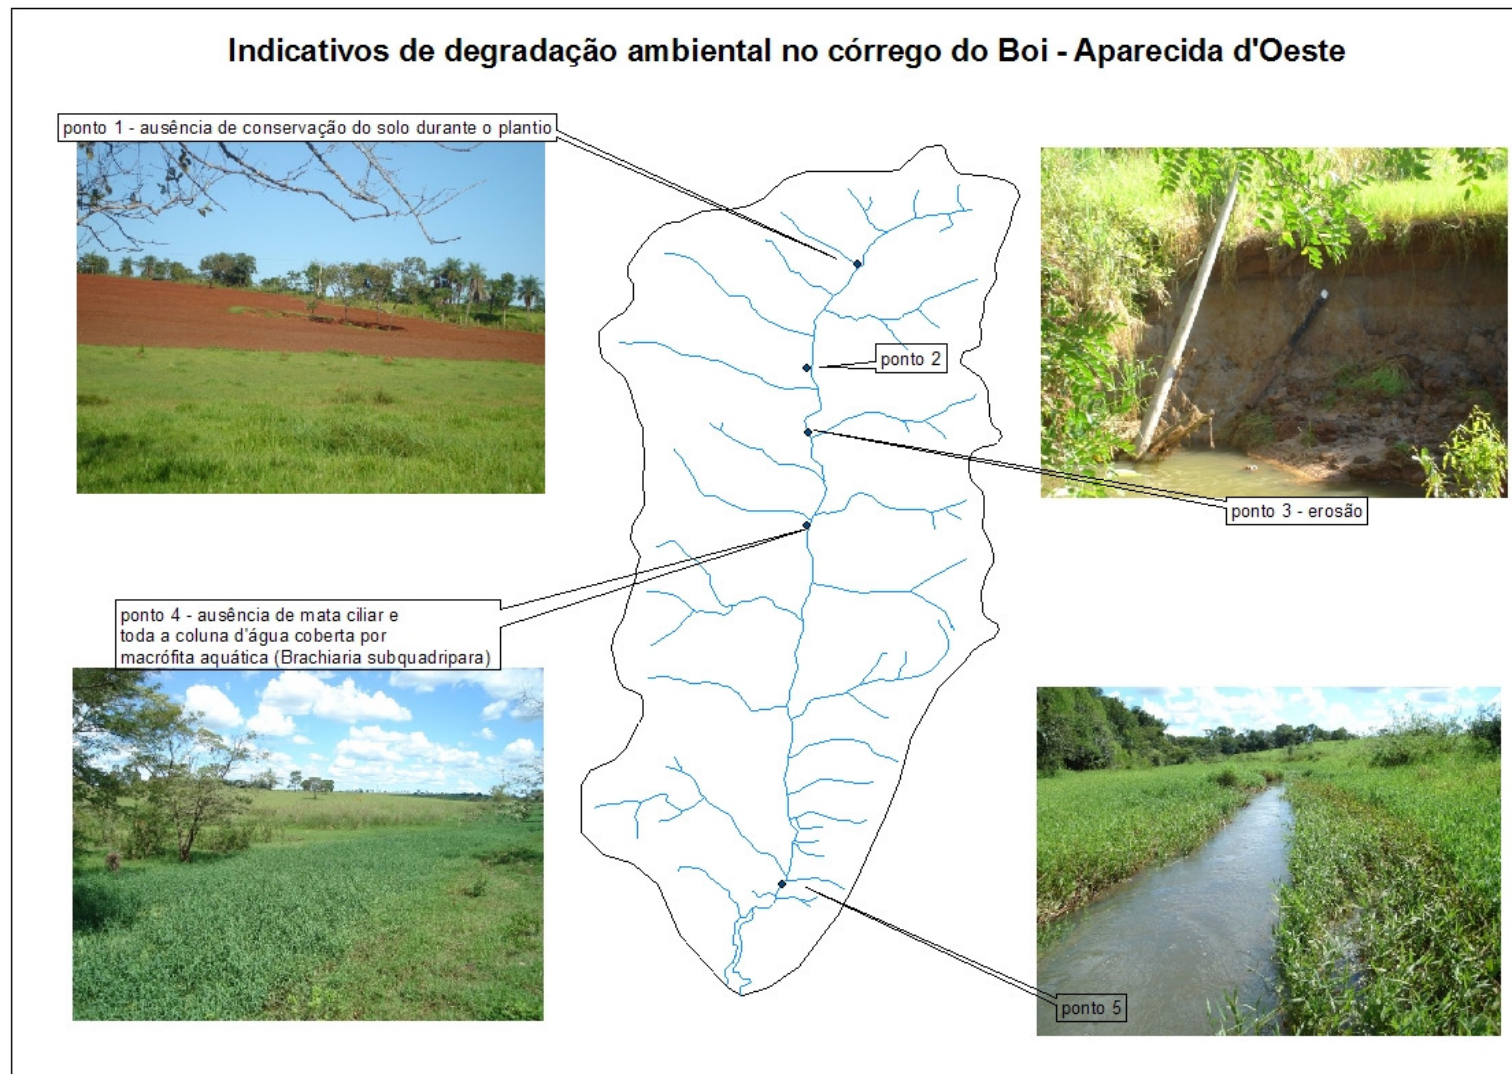 Indicativos de degradação ambiental no córrego do Boi - Aparecida d'Oeste
ponto 1 - ausência de conservação do solo durante o plantio
ponto 2
ponto 3 - erosão
ponto 4 - ausência de mata ciliar e
toda a coluna d'água coberta por
macrófita aquática (Brachiaria subquadripara)
ponto 5